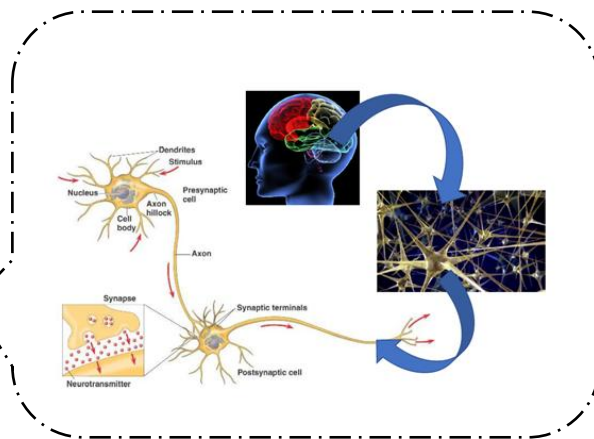 Dendrites
Stimulus
Nucleus
Presynaptic
cell
Axon
hillock
Cell
body
Axon
Synapse
Synaptic terminals
Postsynaptic cell
Neurotransmitter